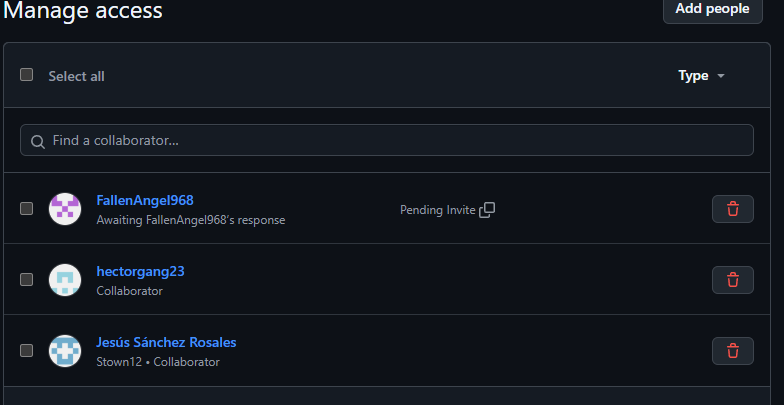 Manage access
Add people
Select all
Type
Find a collaborator...
FallenAngel968
Awaiting FallenAngel968's response
Pending Invite
hectorgang23
Collaborator
Jesús Sánchez Rosales
Stown12 • Collaborator